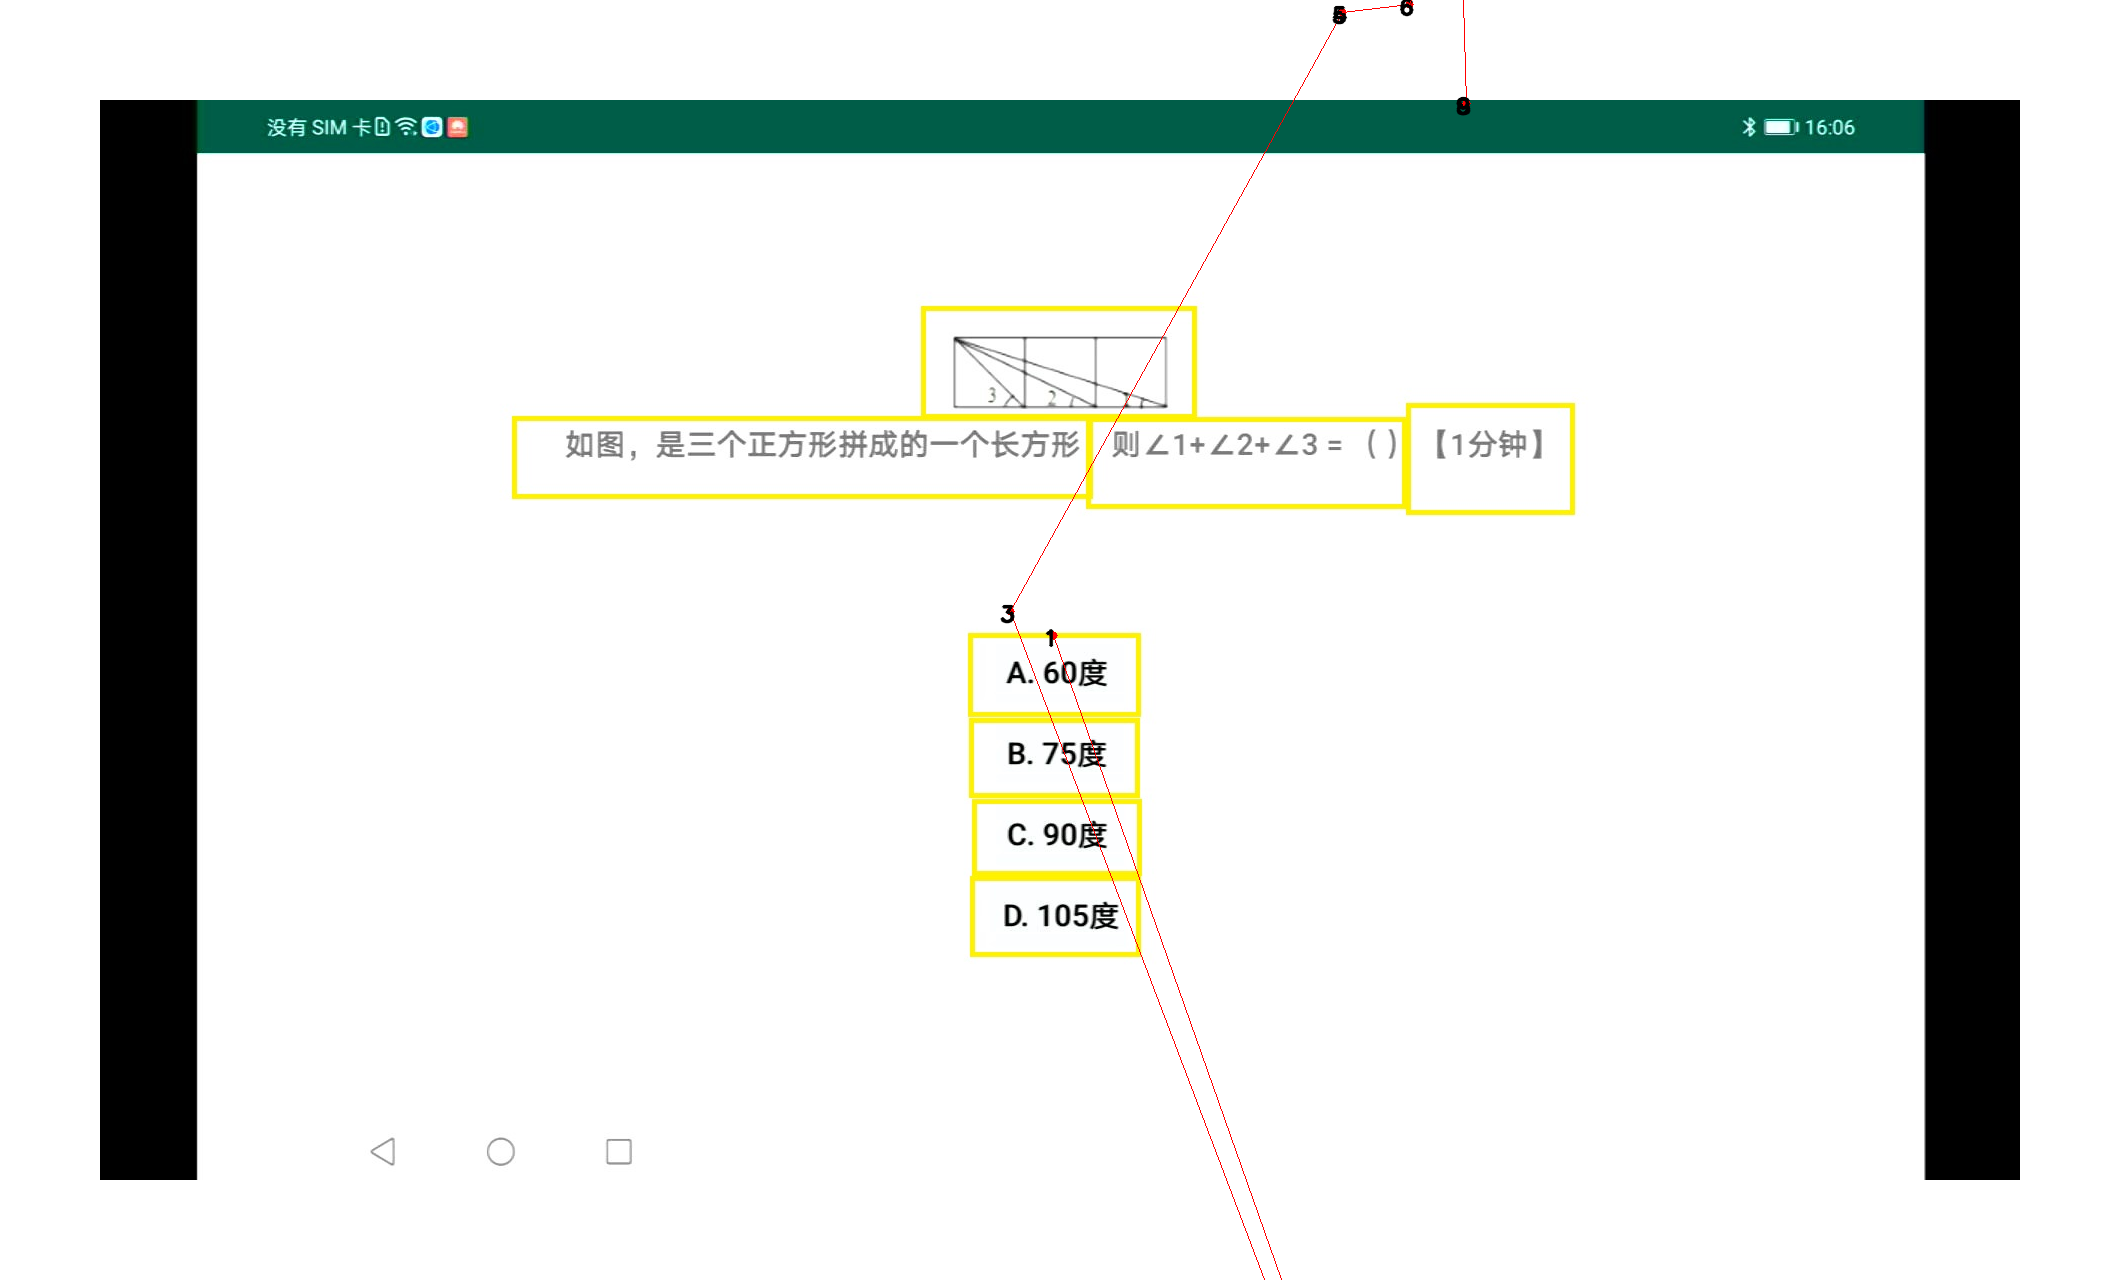 没有 SIM 卡 16:06
5 6
8
3 2
如图，是三个正方形拼成的一个长方形 则∠1+∠2+∠3 = ( ) 【1分钟】
3
1
A. 60度
B. 75度
C. 90度
D. 105度